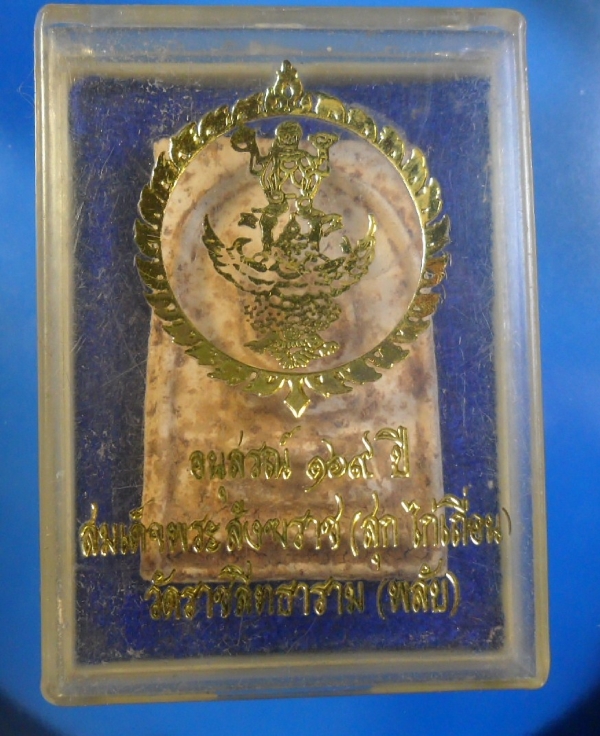 อนุสรณ์ ๑๖๙ ปี
สมเด็จพระสังฆราช (สุก ไก่เถื่อน)
วัดราชสิทธาราม (พลับ)